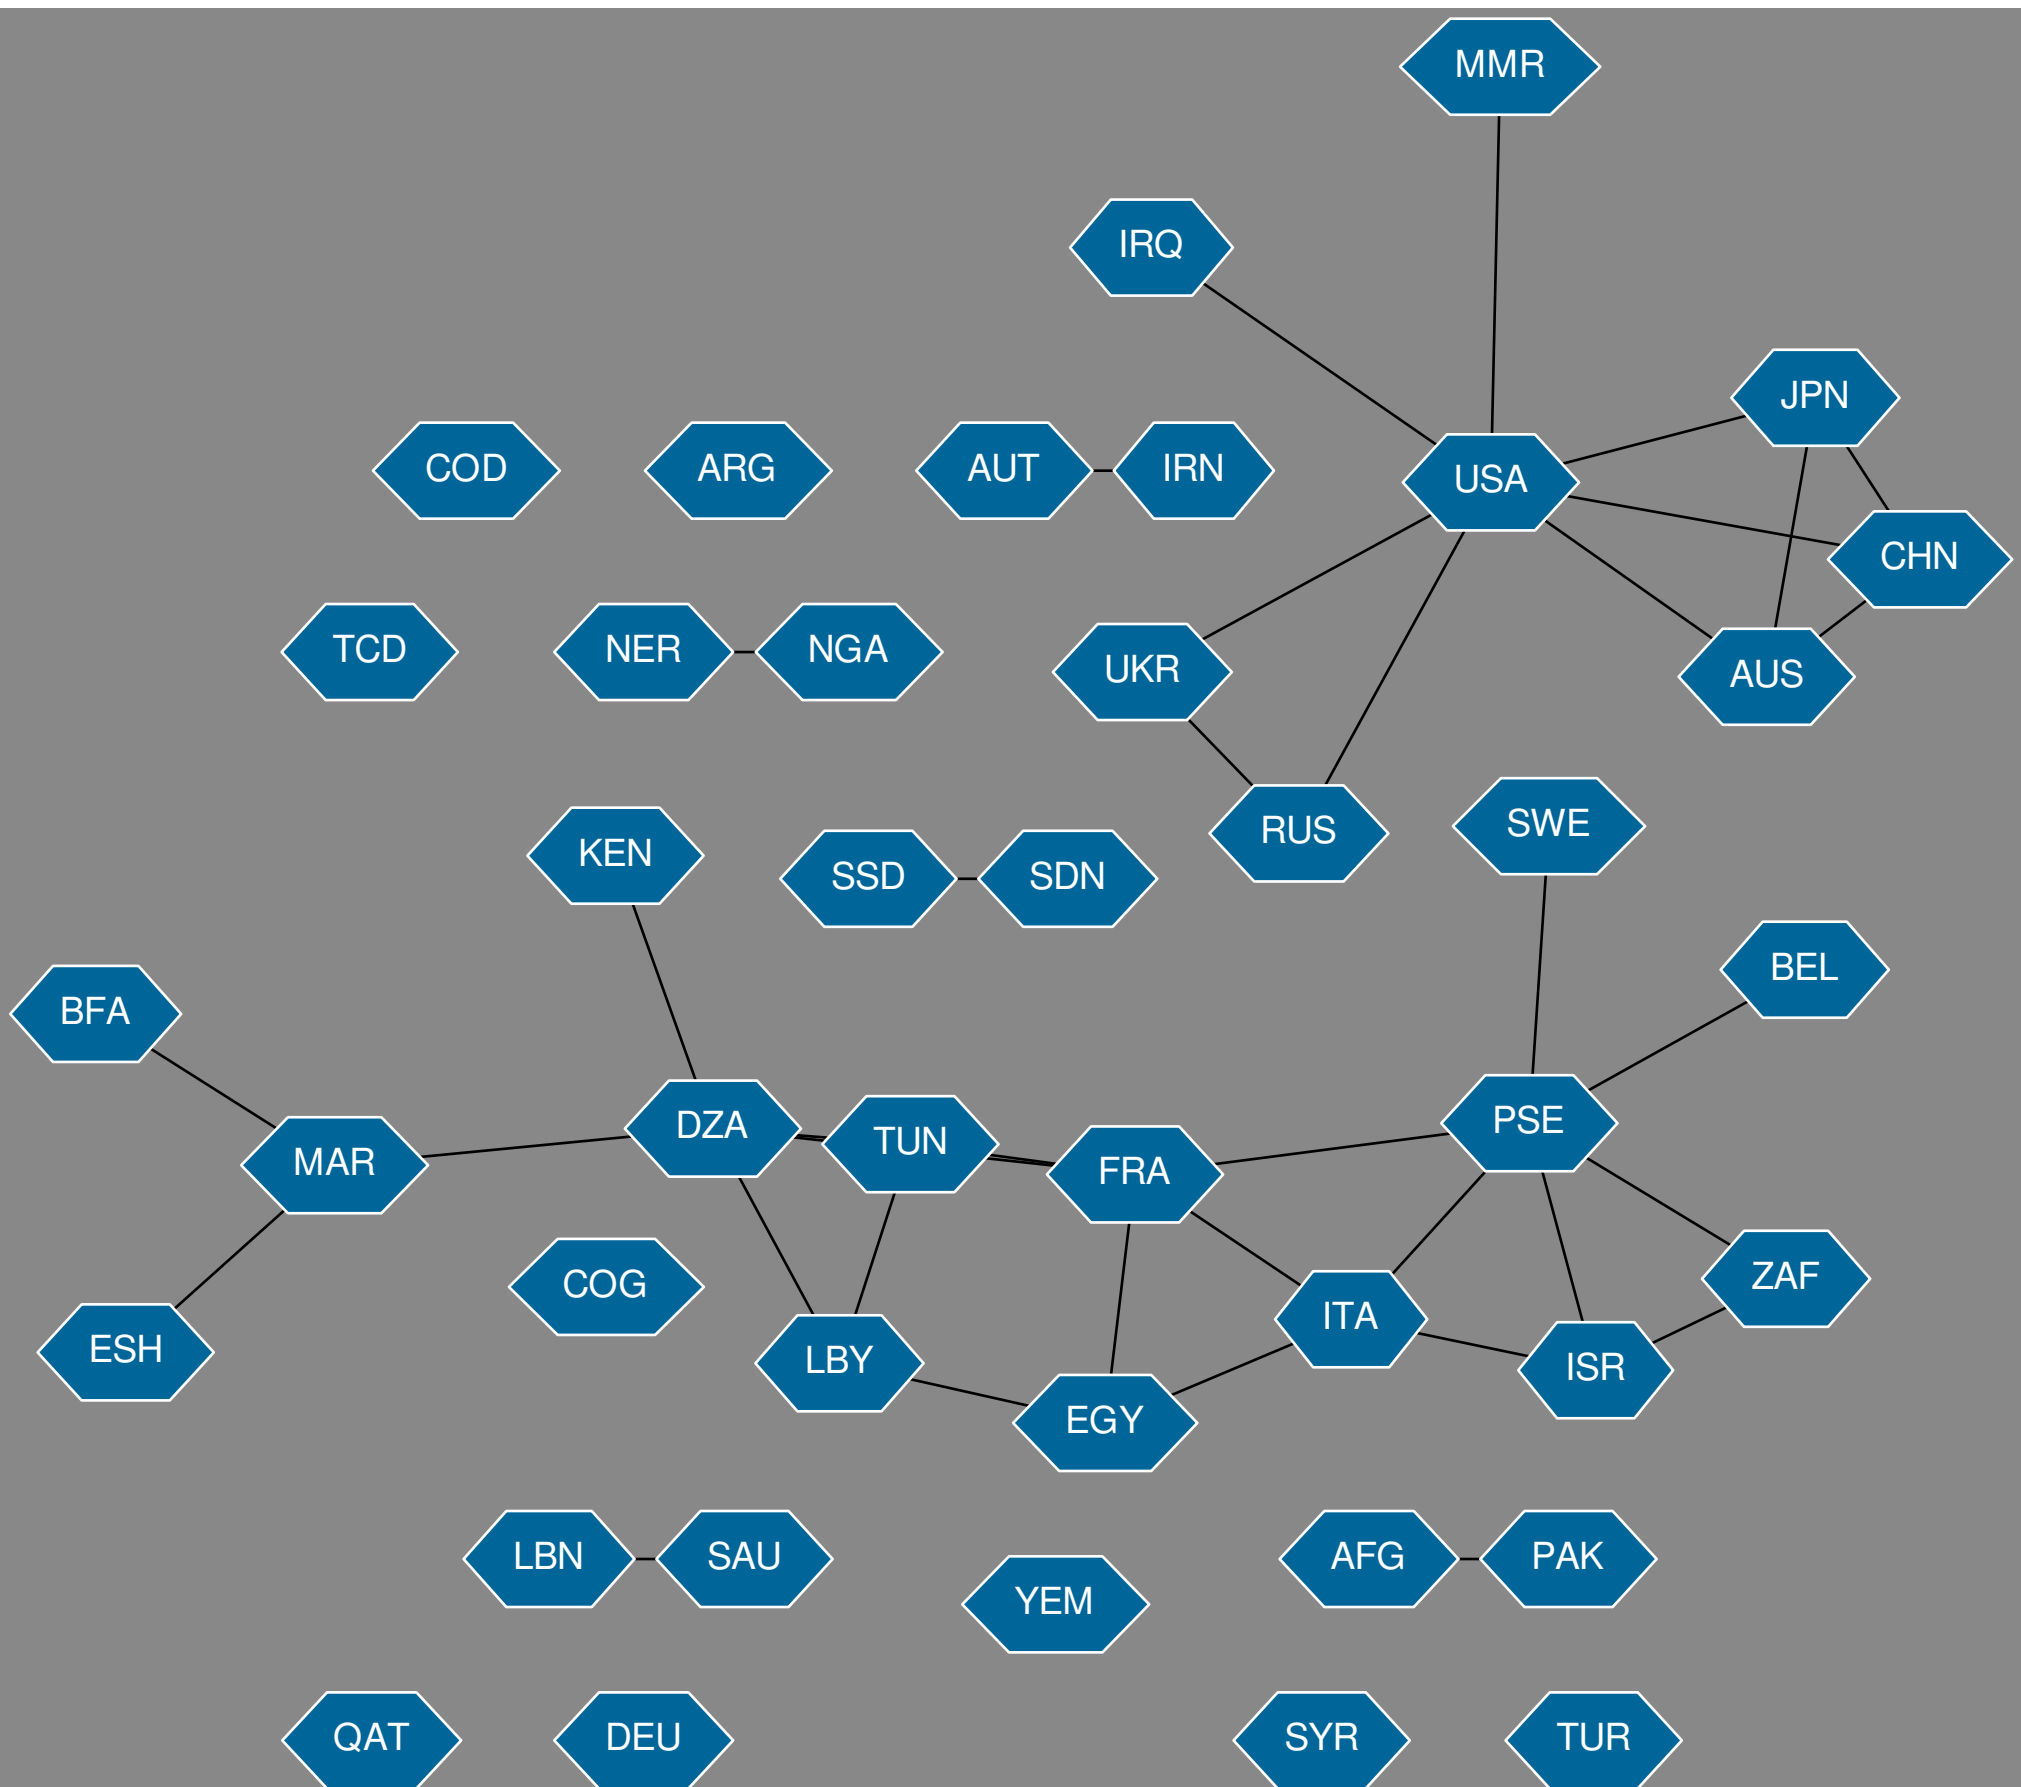 MMR
IRQ
JPN
COD
ARG
AUT
IRN
USA
CHN
TCD
NER
NGA
UKR
AUS
KEN
SSD
SDN
RUS
SWE
BFA
BEL
MAR
DZA
TUN
FRA
PSE
COG
ESH
LBY
EGY
ITA
ISR
ZAF
LBN
SAU
YEM
AFG
PAK
QAT
DEU
SYR
TUR